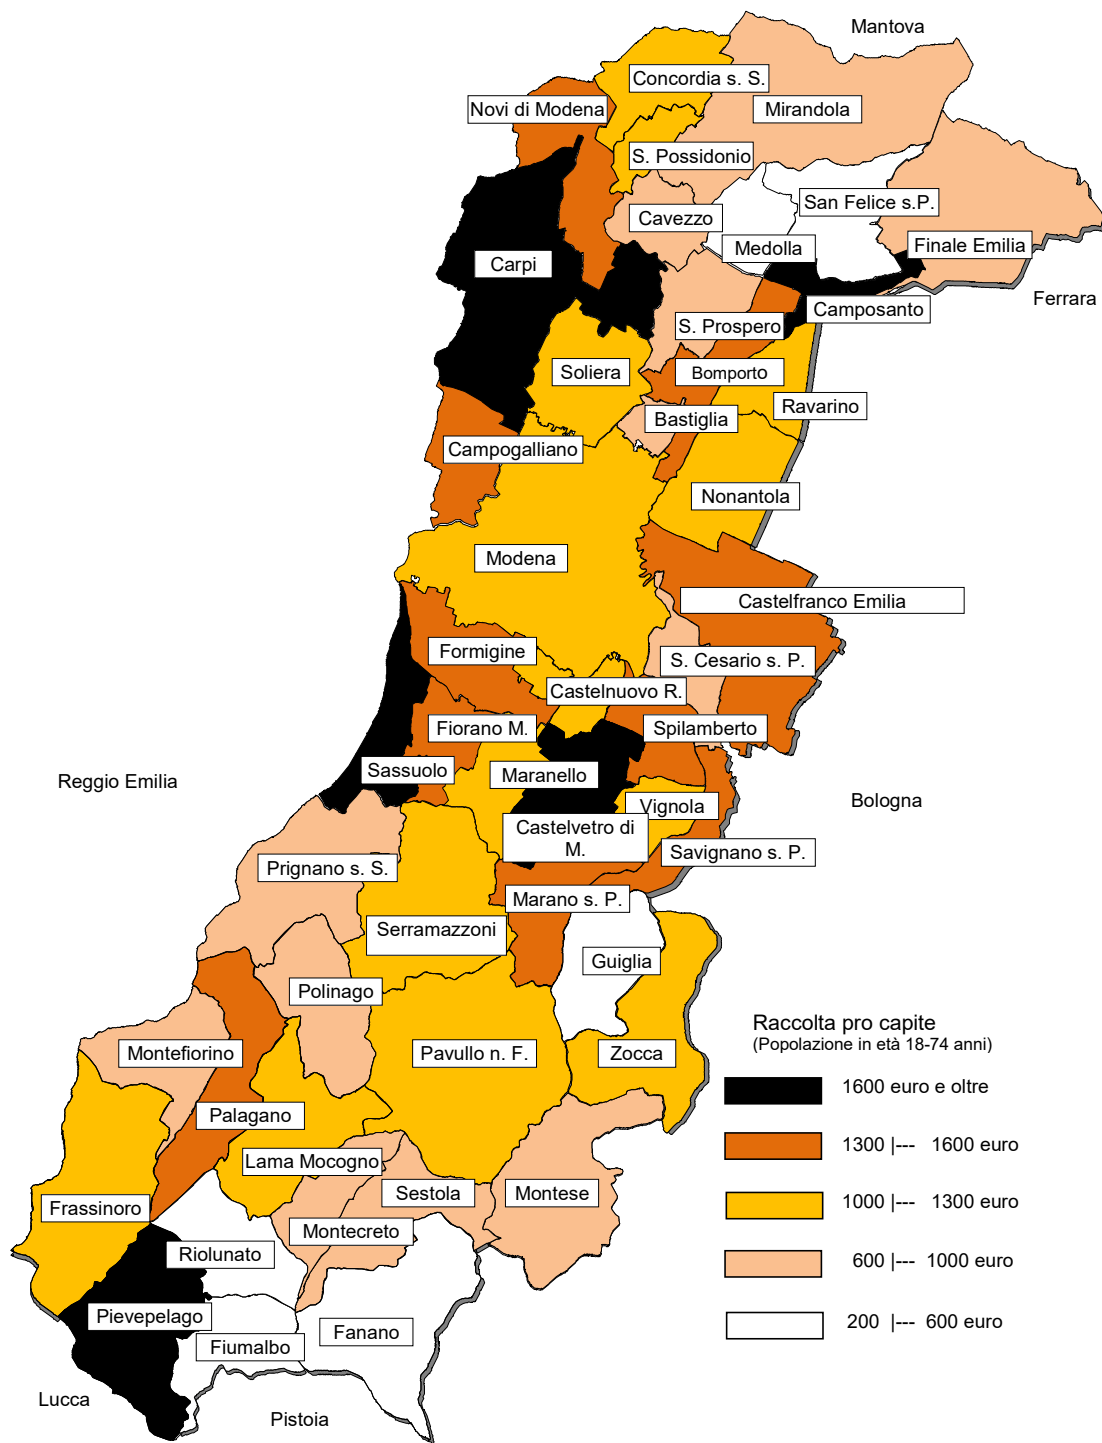 Mantova
Concordia s. S.
Novi di Modena
Mirandola
S. Possidonio
San Felice s.P.
Cavezzo
Medolla
Finale Emilia
Carpi
Ferrara
Camposanto
S. Prospero
Soliera
Bomporto
Ravarino
Bastiglia
Campogalliano
Nonantola
Modena
Castelfranco Emilia
Formigine
S. Cesario s. P.
Castelnuovo R.
Fiorano M.
Spilamberto
Reggio Emilia
Sassuolo
Maranello
Bologna
Vignola
Castelvetro di
M.
Savignano s. P.
Prignano s. S.
Marano s. P.
Serramazzoni
Guiglia
Polinago
Montefiorino
Pavullo n. F.
Zocca
Palagano
Lama Mocogno
Sestola
Montese
Frassinoro
Montecreto
Riolunato
Pievepelago
Fanano
Fiumalbo
Lucca
Pistoia
Raccolta pro capite
(Popolazione in età 18-74 anni)
1600 euro e oltre
1300 |--- 1600 euro
1000 |--- 1300 euro
600 |--- 1000 euro
200 |--- 600 euro